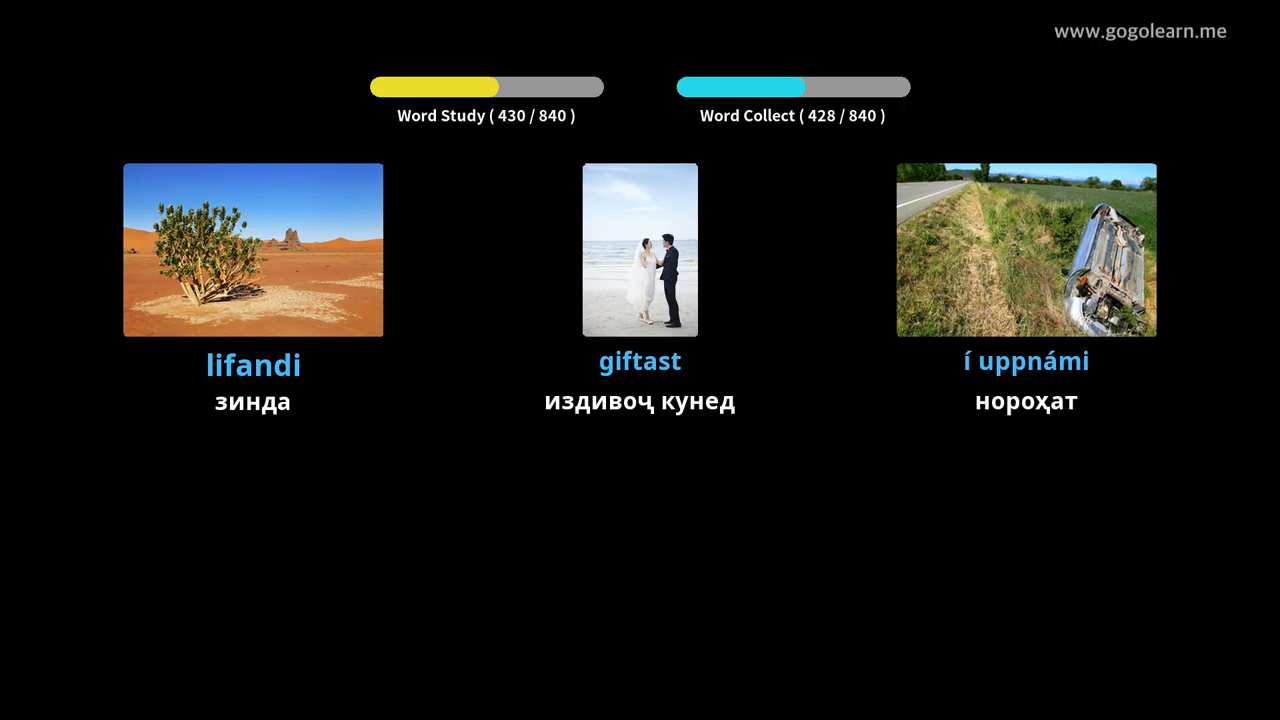 www.gogolearn.me
Word Study ( 430 / 840 )
Word Collect ( 428 / 840 )
lifandi
giftast
í uppnámi
зинда
издивоҷ кунед
нороҳат